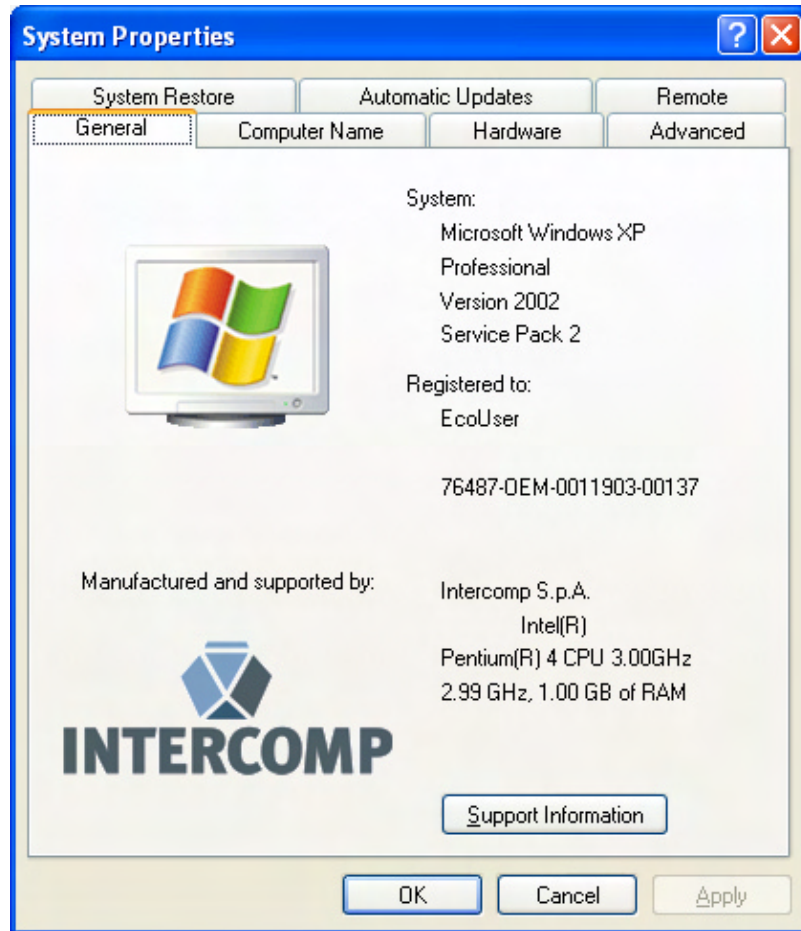 System Properties
System Restore
Automatic Updates
Remote
General
Computer Name
Hardware
Advanced
System:
Microsoft Windows XP
Professional
Version 2002
Service Pack 2
Registered to:
EcoUser
76487-OEM-0011903-00137
Manufactured and supported by:
Intercomp S.p.A.
Intel(R)
Pentium(R) 4 CPU 3.00GHz
2.99 GHz, 1.00 GB of RAM
INTERCOMP
Support Information
OK
Cancel
Apply